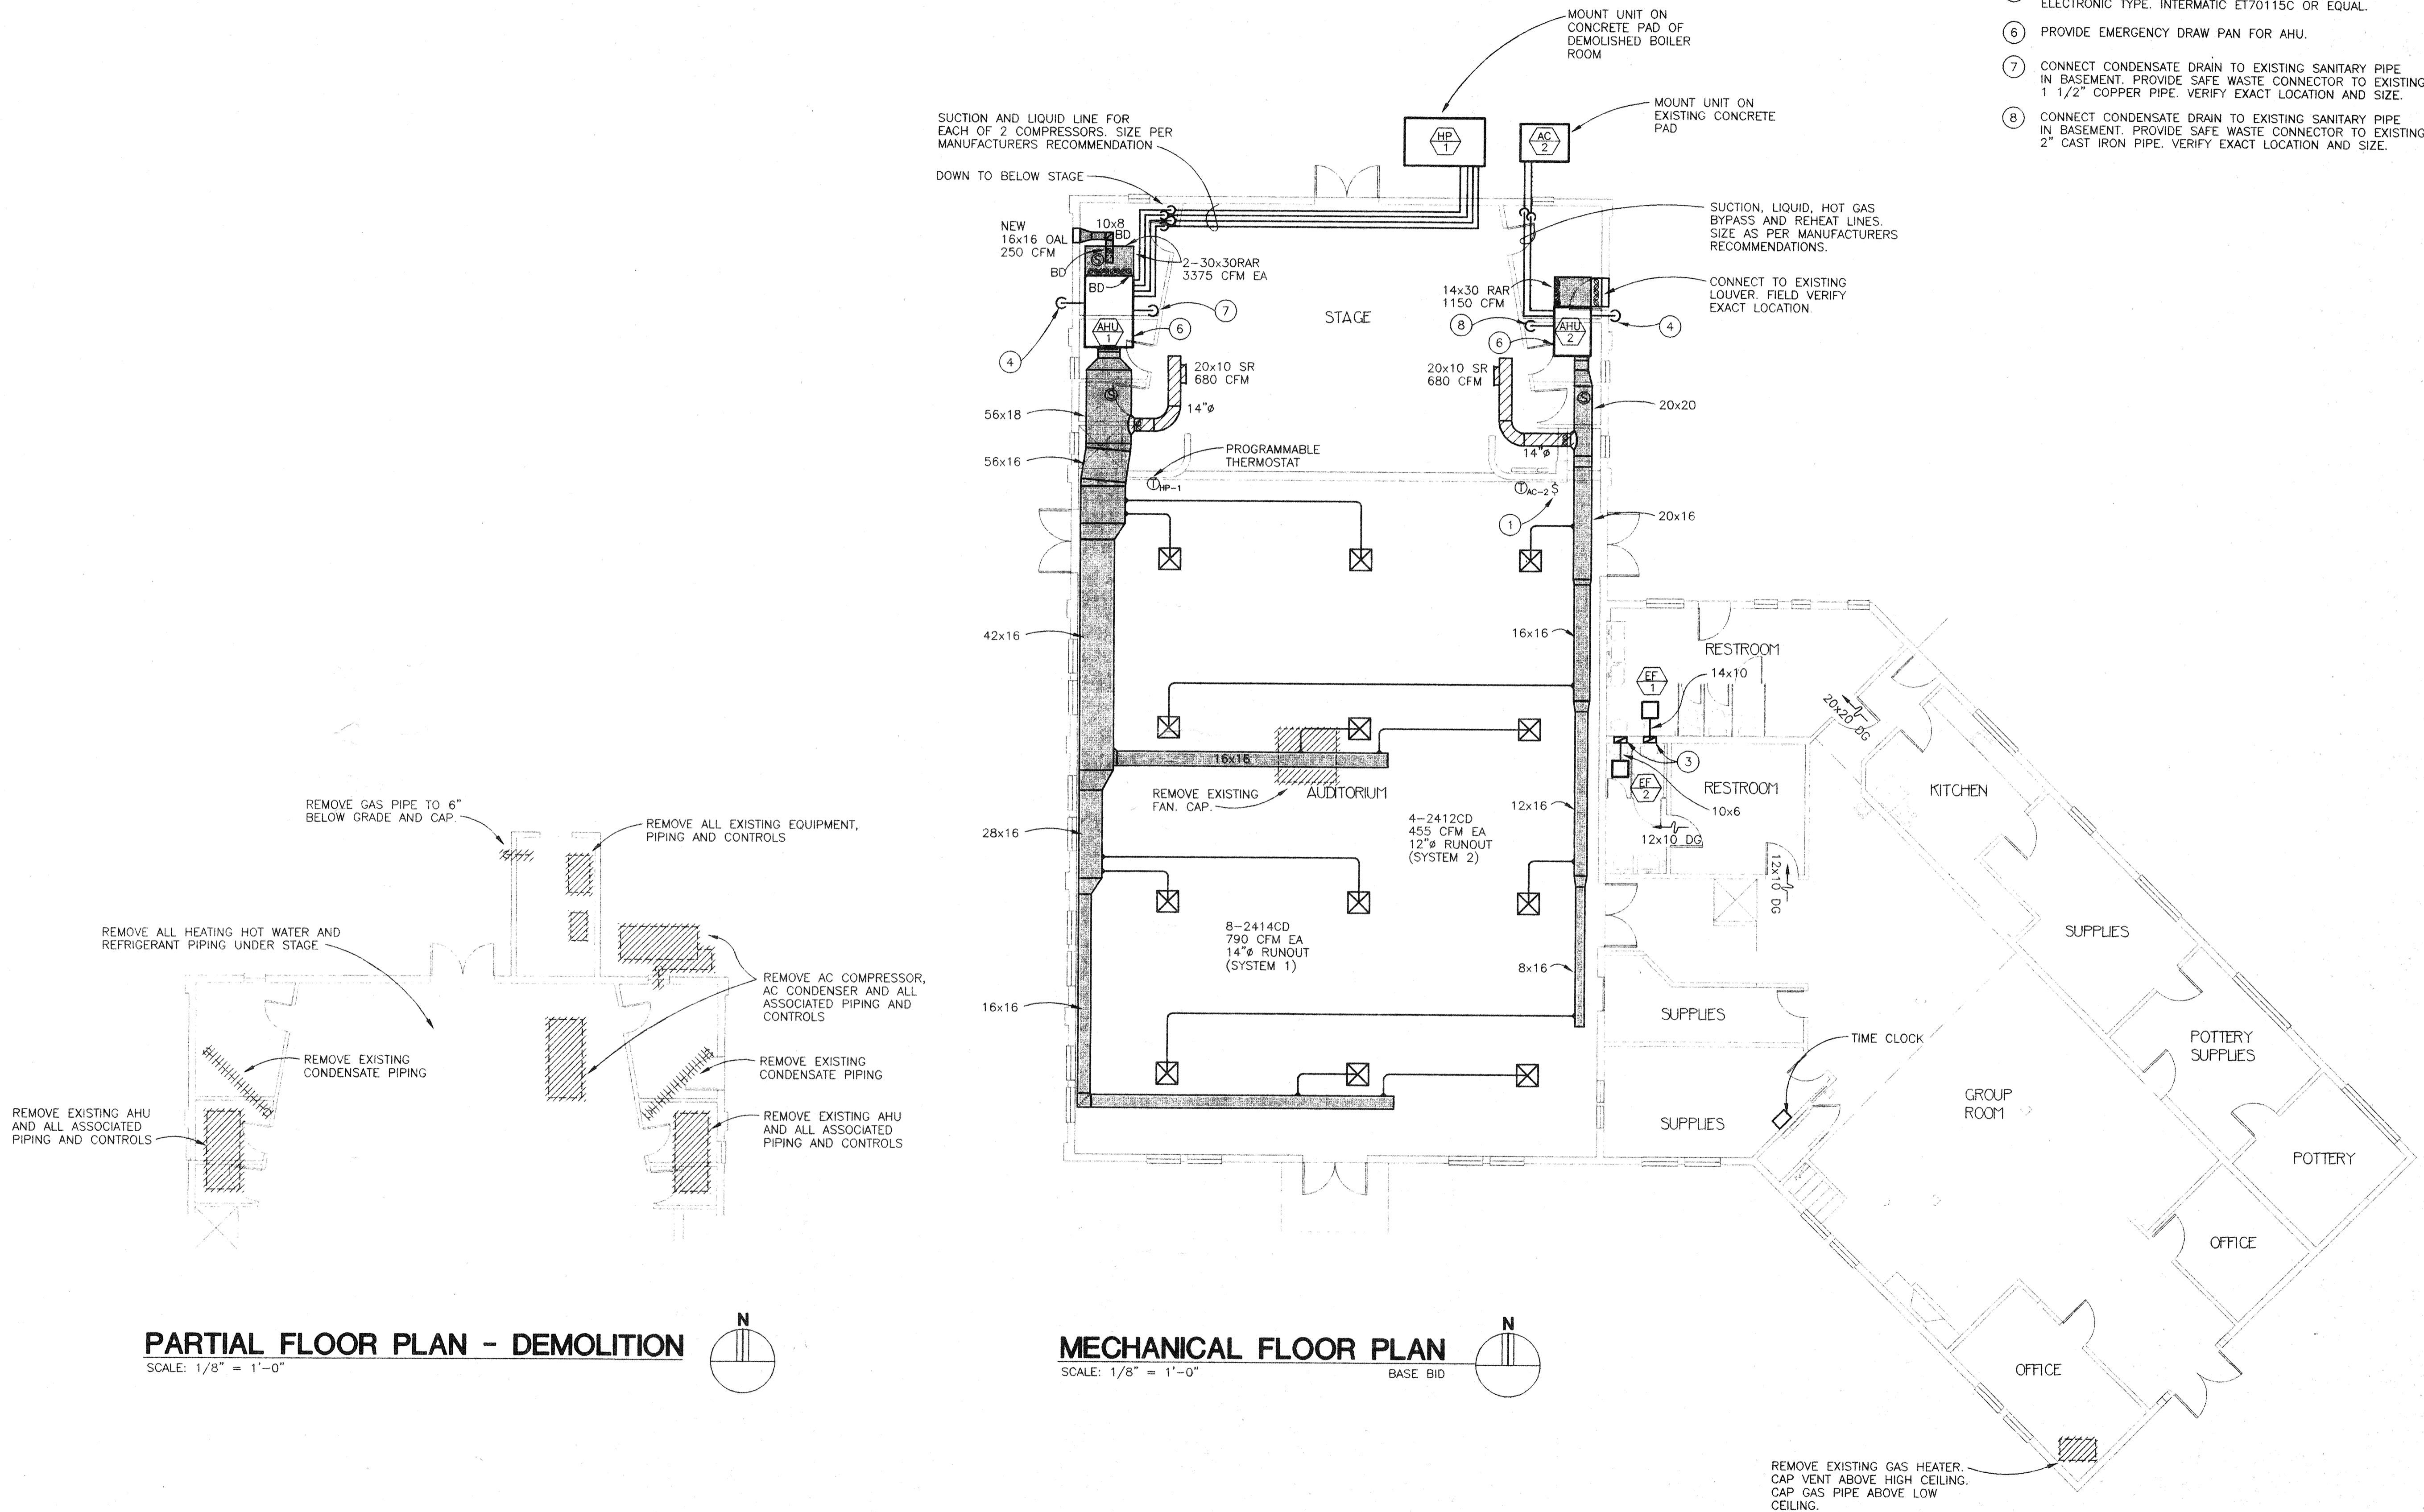 ELECTRONIC TYPE. INTERMATIC ET70115C OR EQUAL.
6 PROVIDE EMERGENCY DRAW PAN FOR AHU.
7 CONNECT CONDENSATE DRAIN TO EXISTING SANITARY PIPE
IN BASEMENT. PROVIDE SAFE WASTE CONNECTOR TO EXISTING
1 1/2" COPPER PIPE. VERIFY EXACT LOCATION AND SIZE.
8 CONNECT CONDENSATE DRAIN TO EXISTING SANITARY PIPE
IN BASEMENT. PROVIDE SAFE WASTE CONNECTOR TO EXISTING
2" CAST IRON PIPE. VERIFY EXACT LOCATION AND SIZE.
MOUNT UNIT ON
CONCRETE PAD OF
DEMOLISHED BOILER
ROOM
MOUNT UNIT ON
EXISTING CONCRETE
PAD
SUCTION AND LIQUID LINE FOR
EACH OF 2 COMPRESSORS. SIZE PER
MANUFACTURERS RECOMMENDATION
HP
1
AC
2
DOWN TO BELOW STAGE
SUCTION, LIQUID, HOT GAS
BYPASS AND REHEAT LINES.
SIZE AS PER MANUFACTURERS
RECOMMENDATIONS.
NEW
16x16 OAL
250 CFM
10x8
BD
BD
BD
2-30x30RAR
3375 CFM EA
14x30 RAR
1150 CFM
CONNECT TO EXISTING
LOUVER. FIELD VERIFY
EXACT LOCATION
STAGE
4
AHU
1
7
6
8
6
AHU
2
4
S
20x10 SR
680 CFM
14"ø
20x10 SR
680 CFM
14"ø
S
S
56x18
20x20
56x16
PROGRAMMABLE
THERMOSTAT
T HP-1
T AC-2 $
1
20x16
42x16
16x16
RESTROOM
EF
1
14x10
20x20 DG
16x16
REMOVE EXISTING
FAN. CAP.
AUDITORIUM
3
EF
2
RESTROOM
10x6
12x10 DG
12x10 DG
KITCHEN
28x16
12x16
4-2412CD
455 CFM EA
12"ø RUNOUT
(SYSTEM 2)
8-2414CD
790 CFM EA
14"ø RUNOUT
(SYSTEM 1)
8x16
16x16
SUPPLIES
SUPPLIES
SUPPLIES
TIME CLOCK
POTTERY
SUPPLIES
GROUP
ROOM
POTTERY
OFFICE
OFFICE
REMOVE GAS PIPE TO 6"
BELOW GRADE AND CAP.
REMOVE ALL EXISTING EQUIPMENT,
PIPING AND CONTROLS
REMOVE ALL HEATING HOT WATER AND
REFRIGERANT PIPING UNDER STAGE
REMOVE AC COMPRESSOR,
AC CONDENSER AND ALL
ASSOCIATED PIPING AND
CONTROLS
REMOVE EXISTING
CONDENSATE PIPING
REMOVE EXISTING
CONDENSATE PIPING
REMOVE EXISTING AHU
AND ALL ASSOCIATED
PIPING AND CONTROLS
REMOVE EXISTING AHU
AND ALL ASSOCIATED
PIPING AND CONTROLS
PARTIAL FLOOR PLAN - DEMOLITION
SCALE: 1/8" = 1'-0"
N
MECHANICAL FLOOR PLAN
SCALE: 1/8" = 1'-0"
BASE BID
N
REMOVE EXISTING GAS HEATER.
CAP VENT ABOVE HIGH CEILING.
CAP GAS PIPE ABOVE LOW
CEILING.